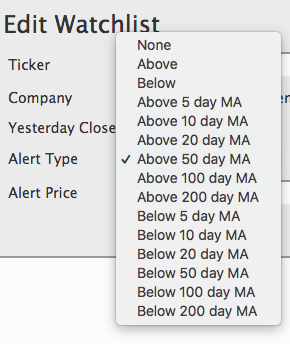 Edit Watchlist
Ticker
Company
Yesterday Close
Alert Type
Alert Price
None
Above
Below
Above 5 day MA
Above 10 day MA
Above 20 day MA
✓ Above 50 day MA
Above 100 day MA
Above 200 day MA
Below 5 day MA
Below 10 day MA
Below 20 day MA
Below 50 day MA
Below 100 day MA
Below 200 day MA